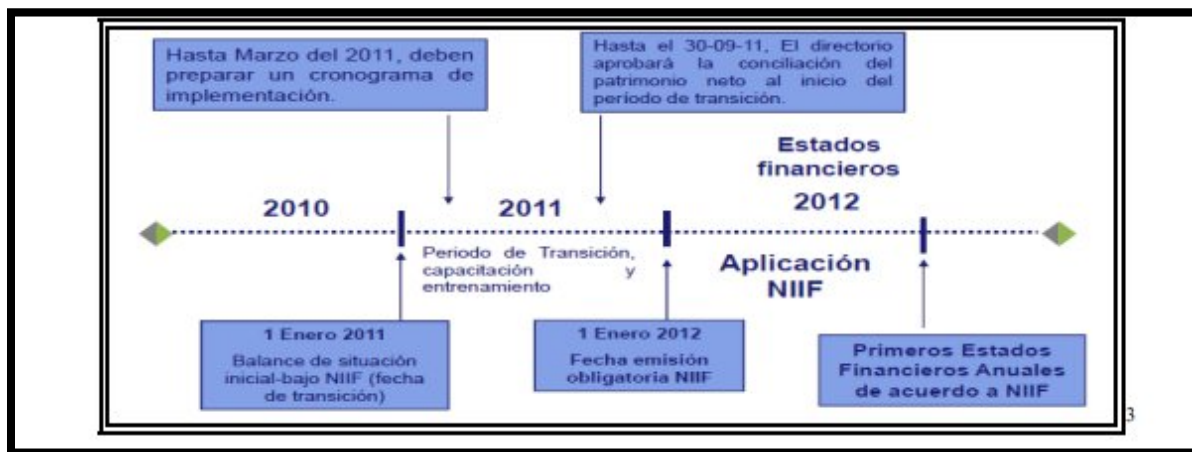 Hasta Marzo del 2011, deben
preparar un cronograma de
implementación.
Hasta el 30-09-11, El directorio
aprobará la conciliación del
patrimonio neto al inicio del
período de transición.
Estados
financieros
2010
2011
2012
Periodo de Transición,
capacitación y
entrenamiento
Aplicación
NIIF
1 Enero 2011
Balance de situación
inicial-bajo NIIF (fecha
de transición)
1 Enero 2012
Fecha emisión
obligatoria NIIF
Primeros Estados
Financieros Anuales
de acuerdo a NIIF
3